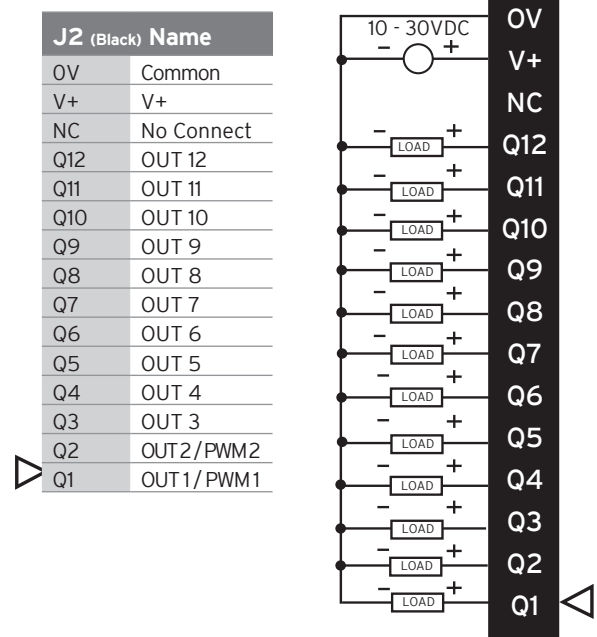 J2 (Black) Name
0V Common
V+ V+
NC No Connect
Q12 OUT 12
Q11 OUT 11
Q10 OUT 10
Q9 OUT 9
Q8 OUT 8
Q7 OUT 7
Q6 OUT 6
Q5 OUT 5
Q4 OUT 4
Q3 OUT 3
Q2 OUT2/PWM2
Q1 OUT1/PWM1
0V
10 - 30VDC
- + V+
NC
- LOAD + Q12
- LOAD + Q11
- LOAD + Q10
- LOAD + Q9
- LOAD + Q8
- LOAD + Q7
- LOAD + Q6
- LOAD + Q5
- LOAD + Q4
- LOAD + Q3
- LOAD + Q2
- LOAD + Q1